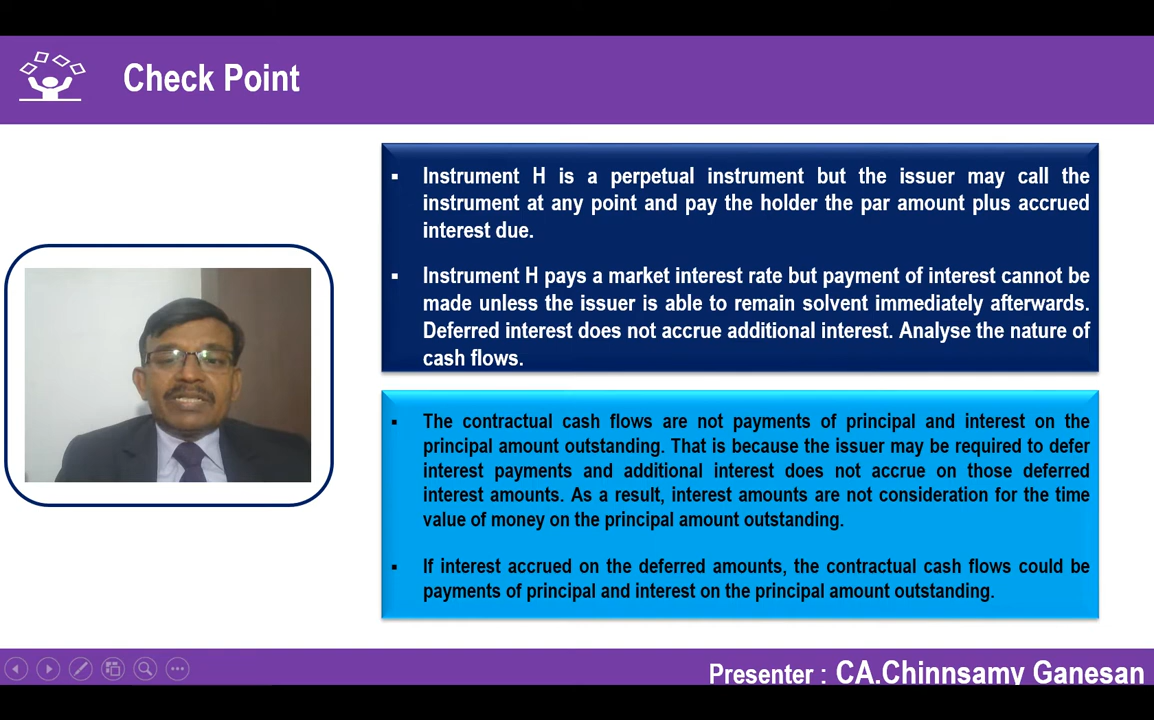 Check Point
▪ Instrument H is a perpetual instrument but the issuer may call the
instrument at any point and pay the holder the par amount plus accrued
interest due.
▪ Instrument H pays a market interest rate but payment of interest cannot be
made unless the issuer is able to remain solvent immediately afterwards.
Deferred interest does not accrue additional interest. Analyse the nature of
cash flows.
▪ The contractual cash flows are not payments of principal and interest on the
principal amount outstanding. That is because the issuer may be required to defer
interest payments and additional interest does not accrue on those deferred
interest amounts. As a result, interest amounts are not consideration for the time
value of money on the principal amount outstanding.
▪ If interest accrued on the deferred amounts, the contractual cash flows could be
payments of principal and interest on the principal amount outstanding.
Presenter : CA.Chinnsamy Ganesan